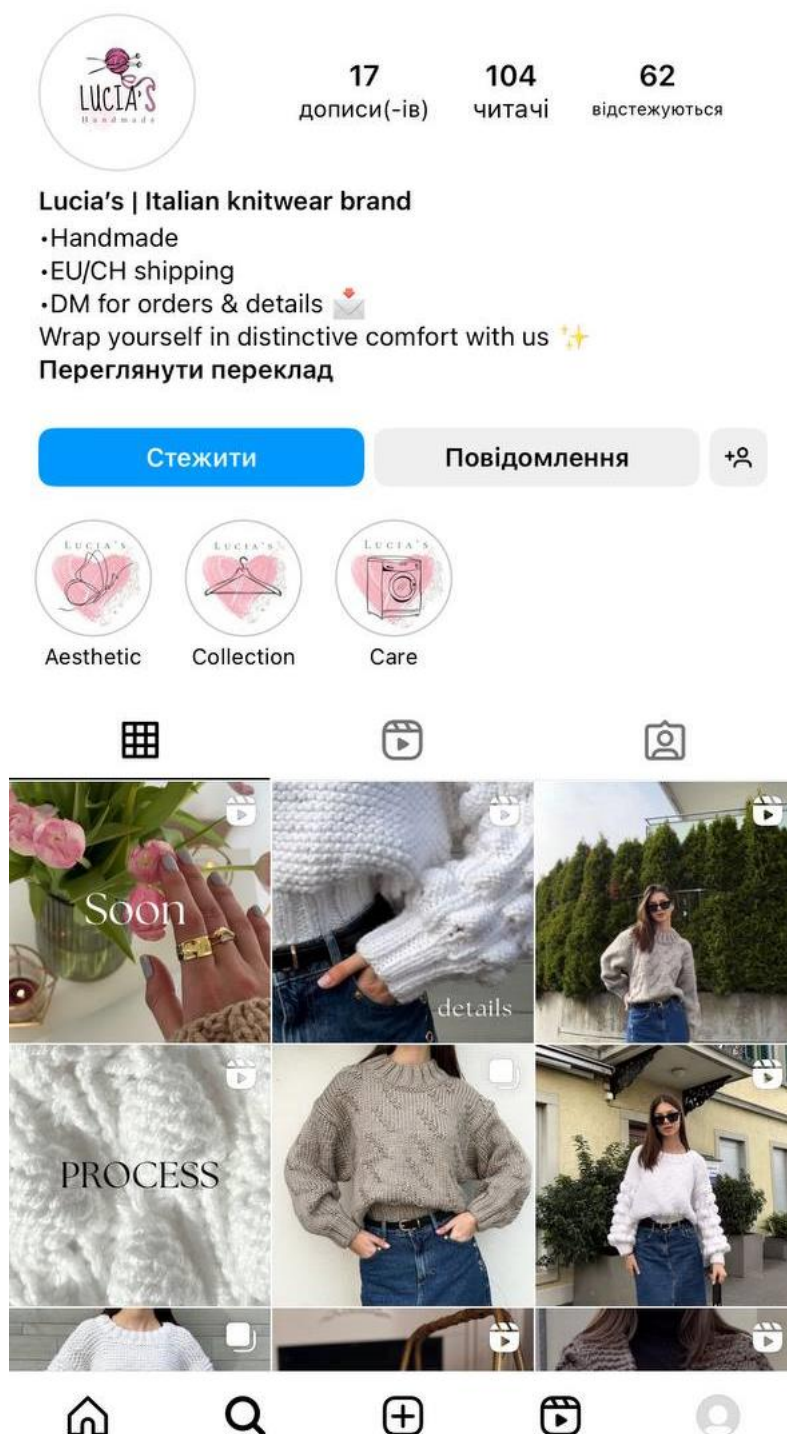 LUCIA'S
Handmade
17
дописи(-ів)
104
читачі
62
відстежуються
Lucia’s | Italian knitwear brand
•Handmade
•EU/CH shipping
•DM for orders & details 📩
Wrap yourself in distinctive comfort with us ✨
Переглянути переклад
Стежити
Повідомлення
LUCIA'S
LUCIA'S
LUCIA'S
Aesthetic
Collection
Care
Soon
details
PROCESS